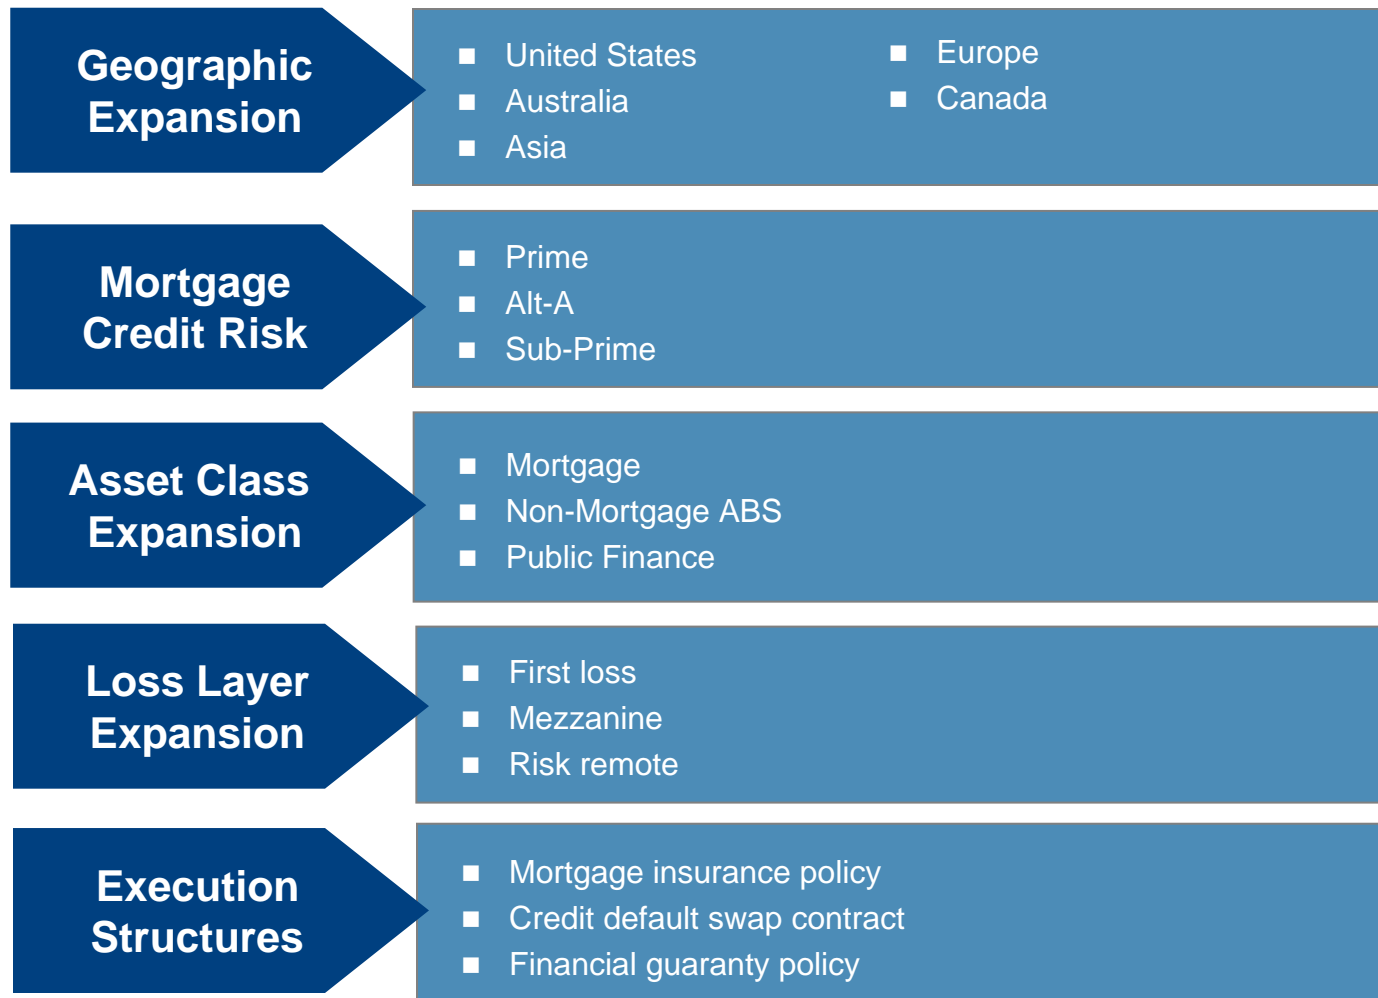 Geographic
Expansion
United States
Australia
Asia
Europe
Canada
Mortgage
Credit Risk
Prime
Alt-A
Sub-Prime
Asset Class
Expansion
Mortgage
Non-Mortgage ABS
Public Finance
Loss Layer
Expansion
First loss
Mezzanine
Risk remote
Execution
Structures
Mortgage insurance policy
Credit default swap contract
Financial guaranty policy